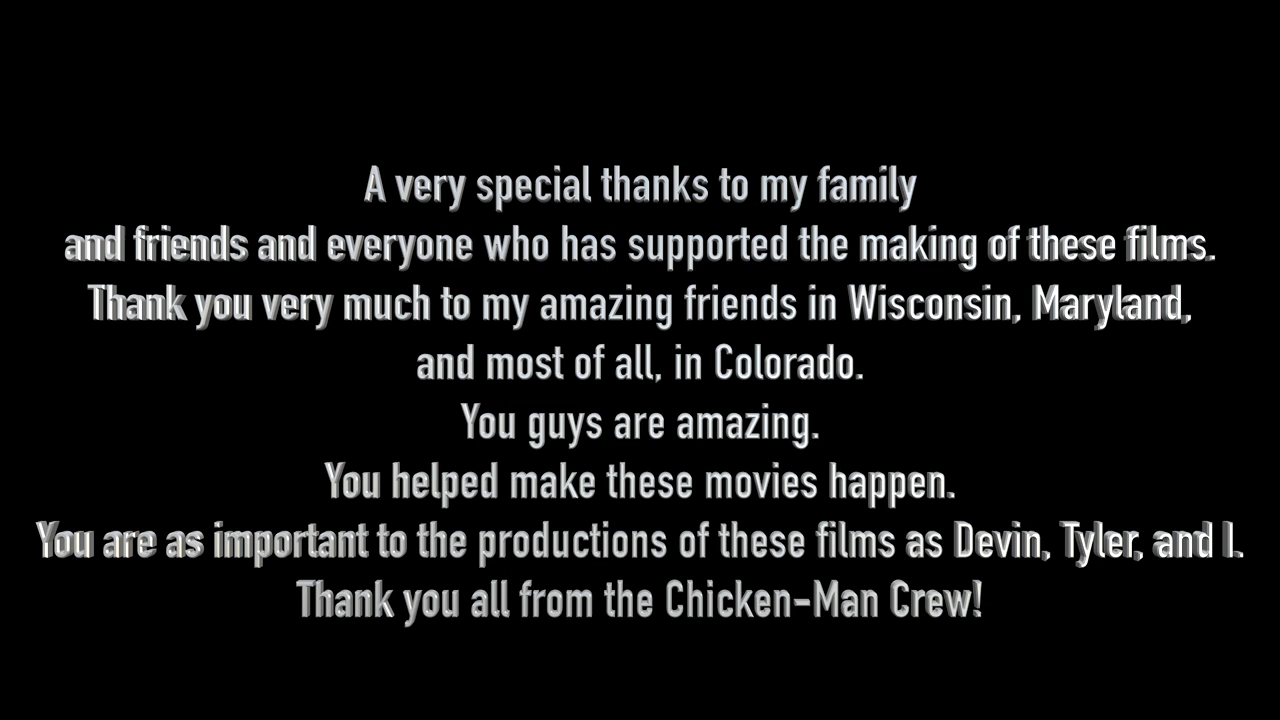 A very special thanks to my family
and friends and everyone who has supported the making of these films.
Thank you very much to my amazing friends in Wisconsin, Maryland,
and most of all, in Colorado.
You guys are amazing.
You helped make these movies happen.
You are as important to the productions of these films as Devin, Tyler, and I.
Thank you all from the Chicken-Man Crew!